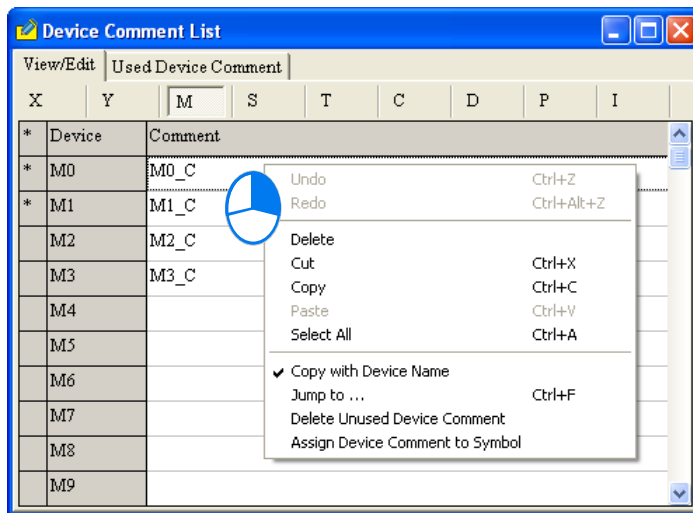 Device Comment List
View/Edit Used Device Comment
X Y M S T C D P I
* Device Comment
* M0 M0_C
* M1 M1_C
M2 M2_C
M3 M3_C
M4
M5
M6
M7
M8
M9
Undo Ctrl+Z
Redo Ctrl+Alt+Z
Delete
Cut Ctrl+X
Copy Ctrl+C
Paste Ctrl+V
Select All Ctrl+A
✓ Copy with Device Name
Jump to ... Ctrl+F
Delete Unused Device Comment
Assign Device Comment to Symbol